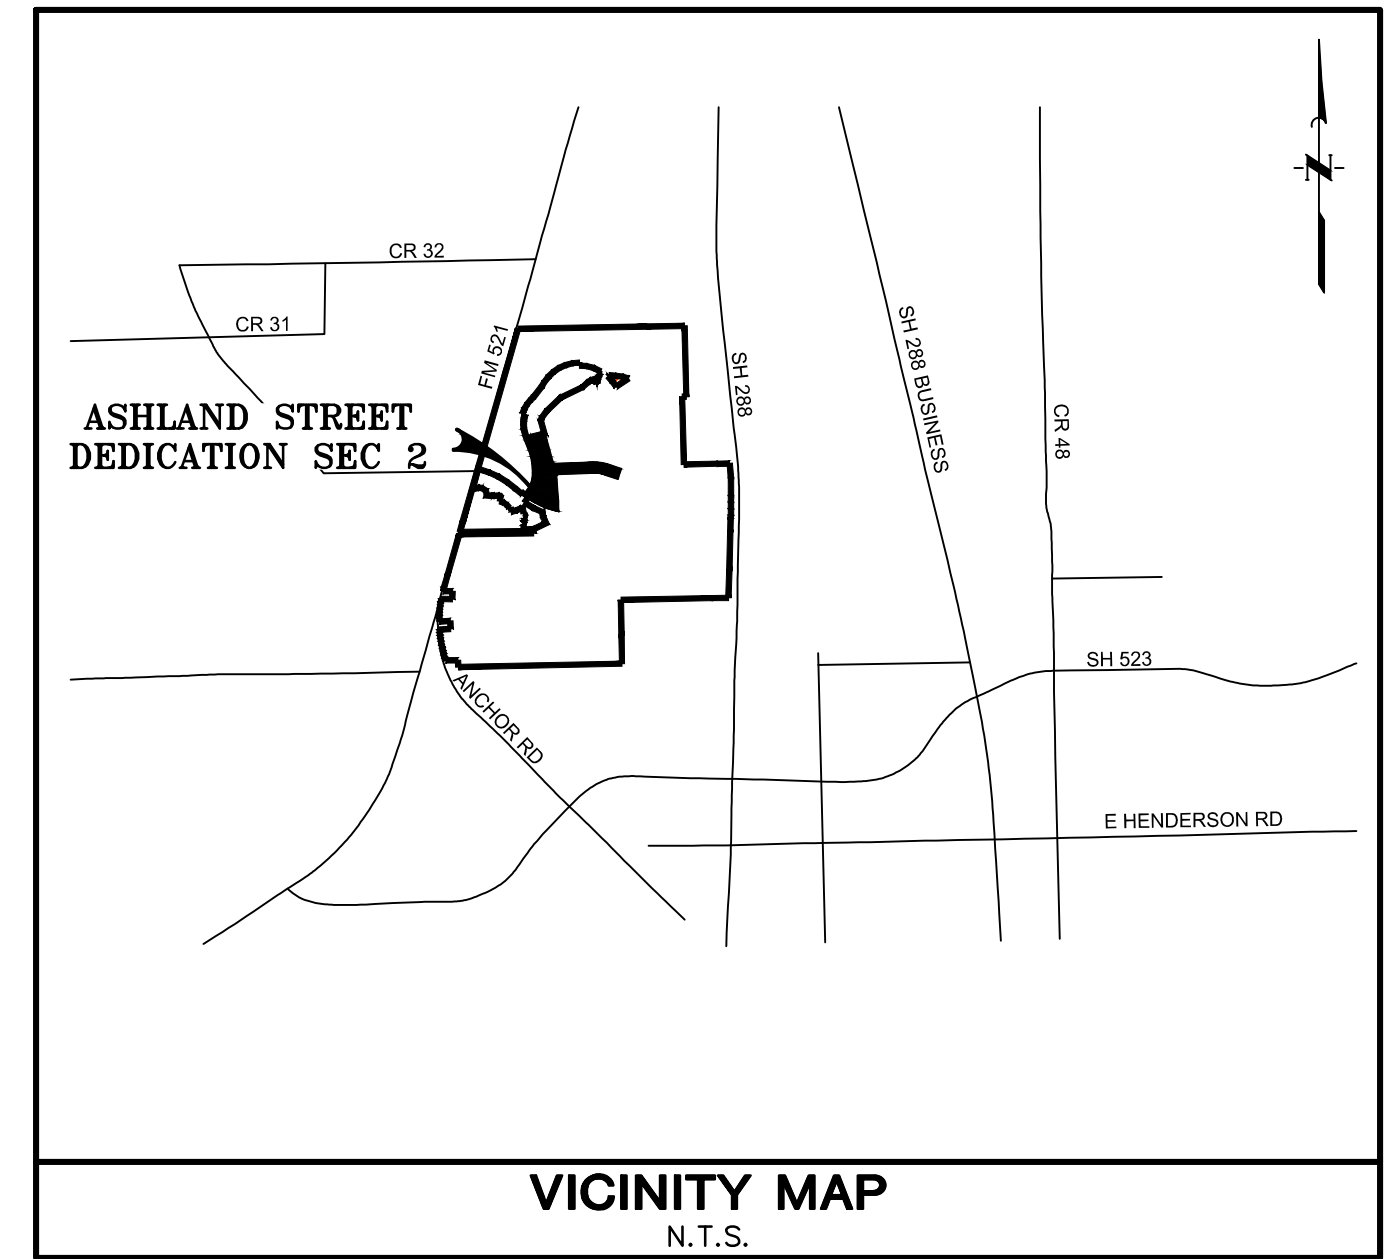 N
CR 32
CR 31
FM 521
SH 288
SH 288 BUSINESS
CR 48
ASHLAND STREET
DEDICATION SEC 2
SH 523
ANCHOR RD
E HENDERSON RD
VICINITY MAP
N.T.S.